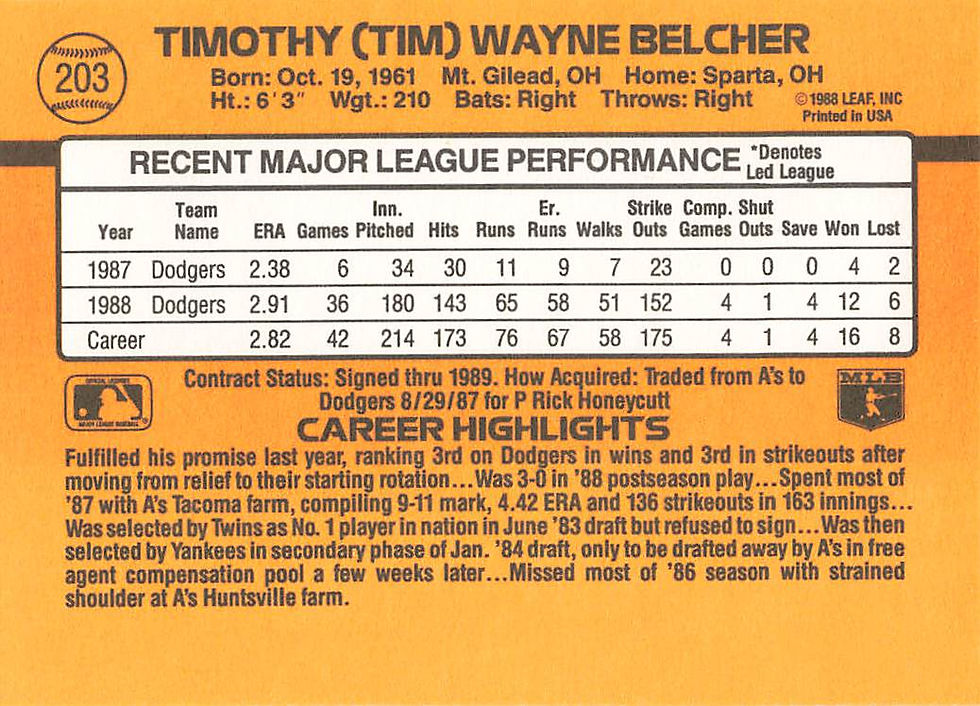 203
TIMOTHY (TIM) WAYNE BELCHER
Born: Oct. 19, 1961 Mt. Gilead, OH Home: Sparta, OH
Ht.: 6'3" Wgt.: 210 Bats: Right Throws: Right
©1988 LEAF, INC
Printed in USA
RECENT MAJOR LEAGUE PERFORMANCE *Denotes
Led League
Team Inn. Er. Strike Comp. Shut
Year Name ERA Games Pitched Hits Runs Runs Walks Outs Games Outs Save Won Lost
1987 Dodgers 2.38 6 34 30 11 9 7 23 0 0 0 4 2
1988 Dodgers 2.91 36 180 143 65 58 51 152 4 1 4 12 6
Career 2.82 42 214 173 76 67 58 175 4 1 4 16 8
Contract Status: Signed thru 1989. How Acquired: Traded from A's to
Dodgers 8/29/87 for P Rick Honeycutt
MLB
CAREER HIGHLIGHTS
Fulfilled his promise last year, ranking 3rd on Dodgers in wins and 3rd in strikeouts after
moving from relief to their starting rotation...Was 3-0 in '88 postseason play...Spent most of
'87 with A's Tacoma farm, compiling 9-11 mark, 4.42 ERA and 136 strikeouts in 163 innings...
Was selected by Twins as No. 1 player in nation in June '83 draft but refused to sign...Was then
selected by Yankees in secondary phase of Jan. '84 draft, only to be drafted away by A's in free
agent compensation pool a few weeks later...Missed most of '86 season with strained
shoulder at A's Huntsville farm.